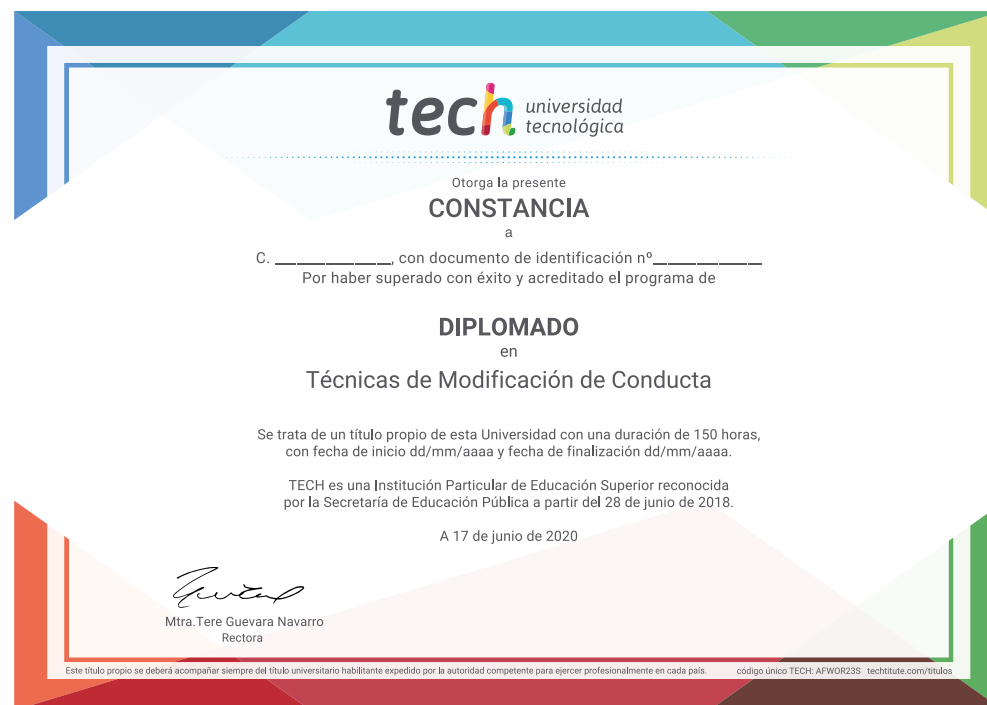 tech universidad
tecnológica
Otorga la presente
CONSTANCIA
a
C. ______________, con documento de identificación nº_____________
Por haber superado con éxito y acreditado el programa de
DIPLOMADO
en
Técnicas de Modificación de Conducta
Se trata de un título propio de esta Universidad con una duración de 150 horas,
con fecha de inicio dd/mm/aaaa y fecha de finalización dd/mm/aaaa.
TECH es una Institución Particular de Educación Superior reconocida
por la Secretaría de Educación Pública a partir del 28 de junio de 2018.
A 17 de junio de 2020
Mtra.Tere Guevara Navarro
Rectora
Este título propio se deberá acompañar siempre del título universitario habilitante expedido por la autoridad competente para ejercer profesionalmente en cada país. código único TECH: AFWOR23S techtitute.com/titulos